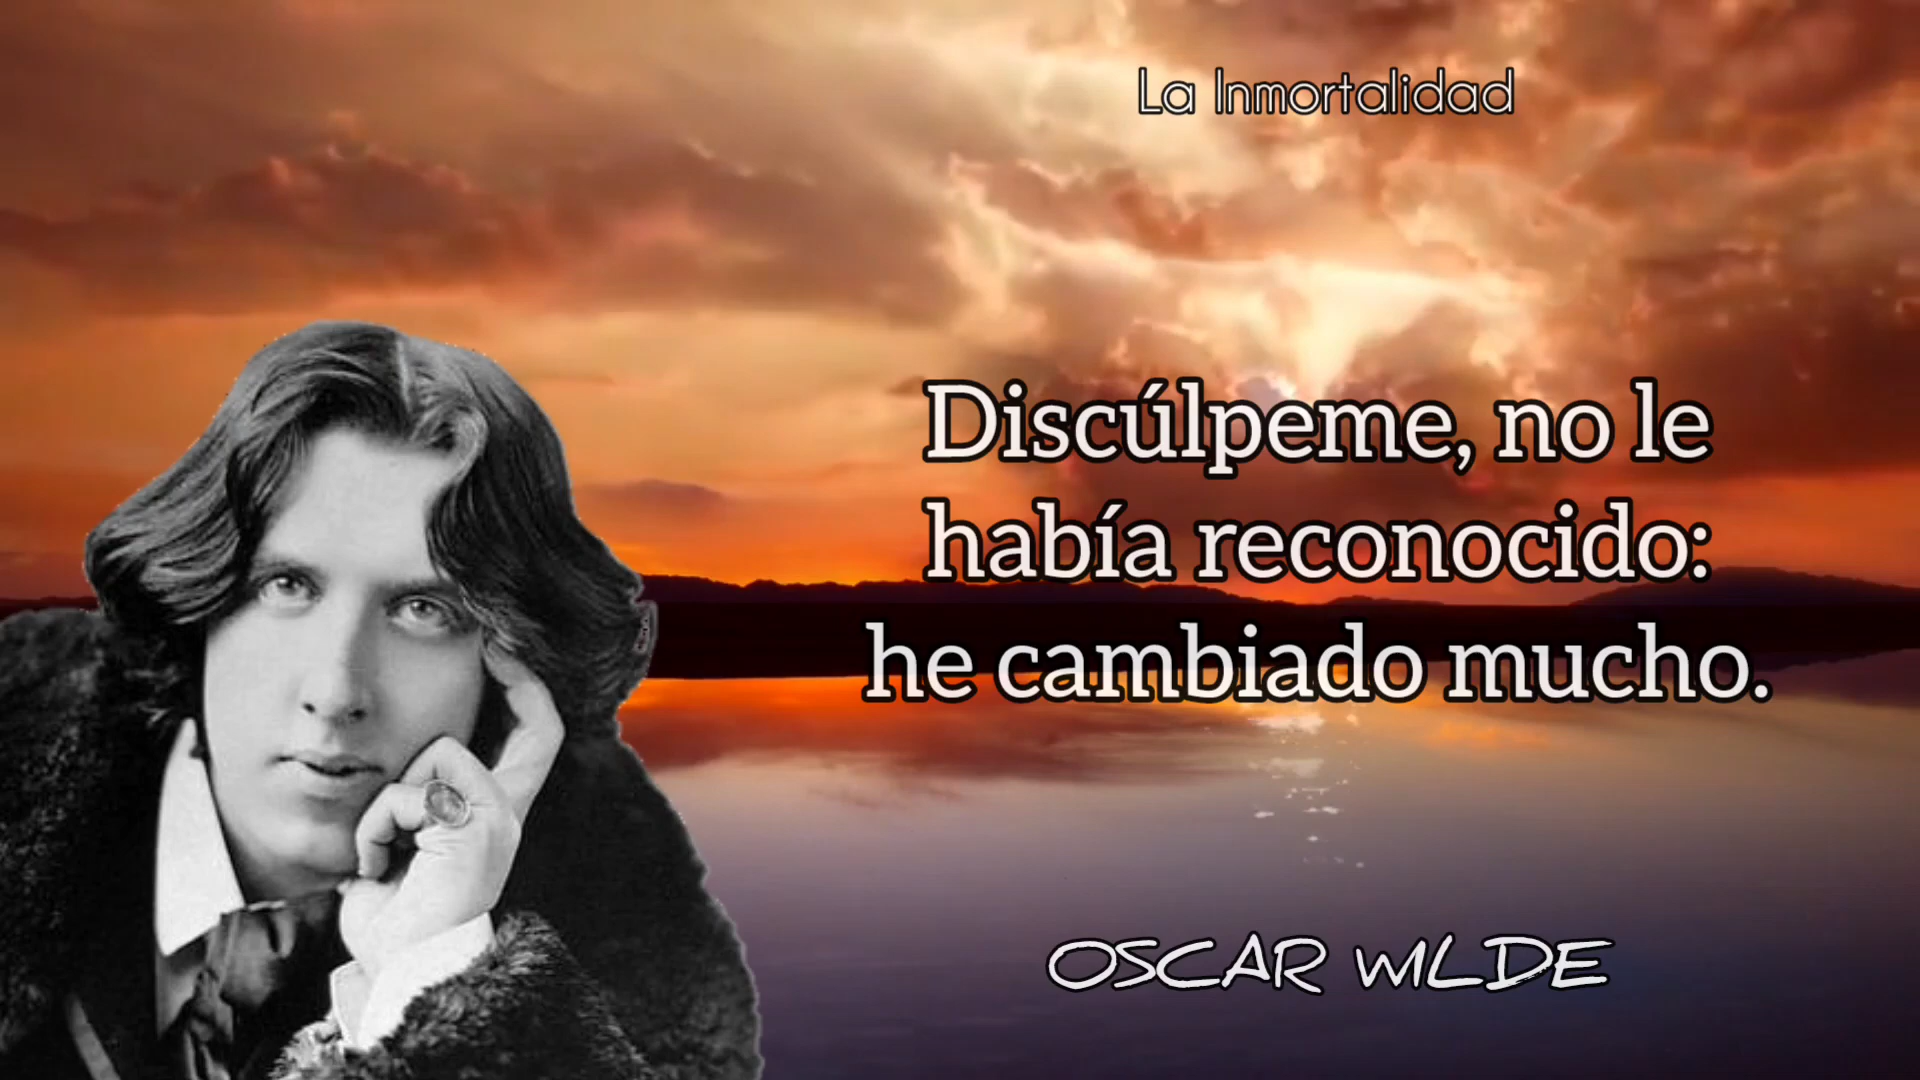 La Inmortalidad
Discúlpeme, no le
había reconocido:
he cambiado mucho.
OSCAR WILDE